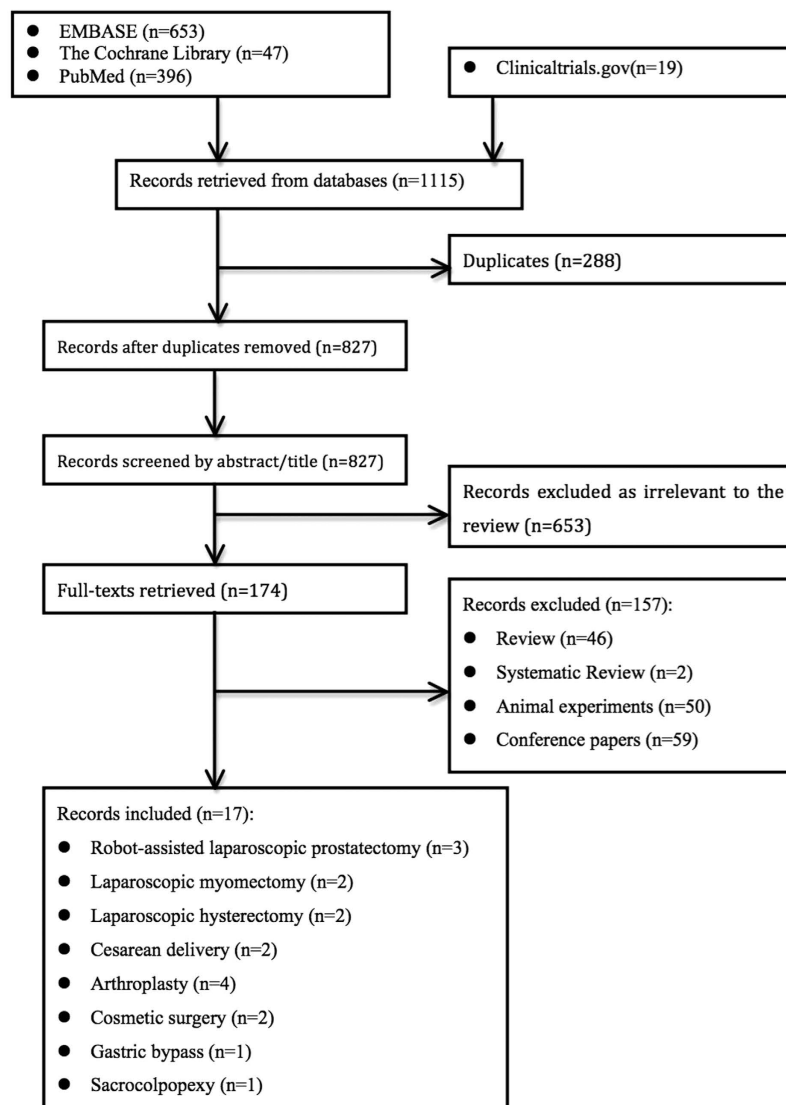 ● EMBASE (n=653)
● The Cochrane Library (n=47)
● PubMed (n=396)
● Clinicaltrials.gov(n=19)
Records retrieved from databases (n=1115)
Duplicates (n=288)
Records after duplicates removed (n=827)
Records screened by abstract/title (n=827)
Records excluded as irrelevant to the
review (n=653)
Full-texts retrieved (n=174)
Records excluded (n=157):
● Review (n=46)
● Systematic Review (n=2)
● Animal experiments (n=50)
● Conference papers (n=59)
Records included (n=17):
● Robot-assisted laparoscopic prostatectomy (n=3)
● Laparoscopic myomectomy (n=2)
● Laparoscopic hysterectomy (n=2)
● Cesarean delivery (n=2)
● Arthroplasty (n=4)
● Cosmetic surgery (n=2)
● Gastric bypass (n=1)
● Sacrocolpopexy (n=1)